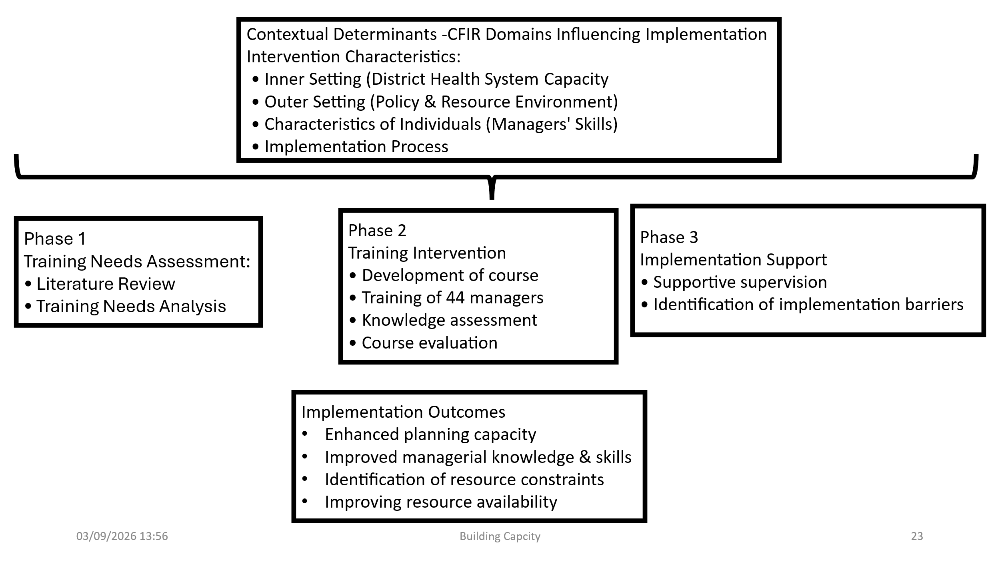 Contextual Determinants -CFIR Domains Influencing Implementation
Intervention Characteristics:
• Inner Setting (District Health System Capacity
• Outer Setting (Policy & Resource Environment)
• Characteristics of Individuals (Managers' Skills)
• Implementation Process
Phase 1
Training Needs Assessment:
• Literature Review
• Training Needs Analysis
Phase 2
Training Intervention
• Development of course
• Training of 44 managers
• Knowledge assessment
• Course evaluation
Phase 3
Implementation Support
• Supportive supervision
• Identification of implementation barriers
Implementation Outcomes
• Enhanced planning capacity
• Improved managerial knowledge & skills
• Identification of resource constraints
• Improving resource availability
03/09/2026 13:56
Building Capcity
23